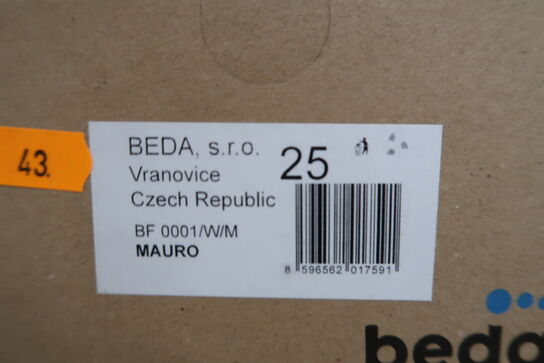 43.
BEDA, s.r.o.
25
Vranovice
Czech Republic
BF 0001/W/M
MAURO
8 596562 017591
beda